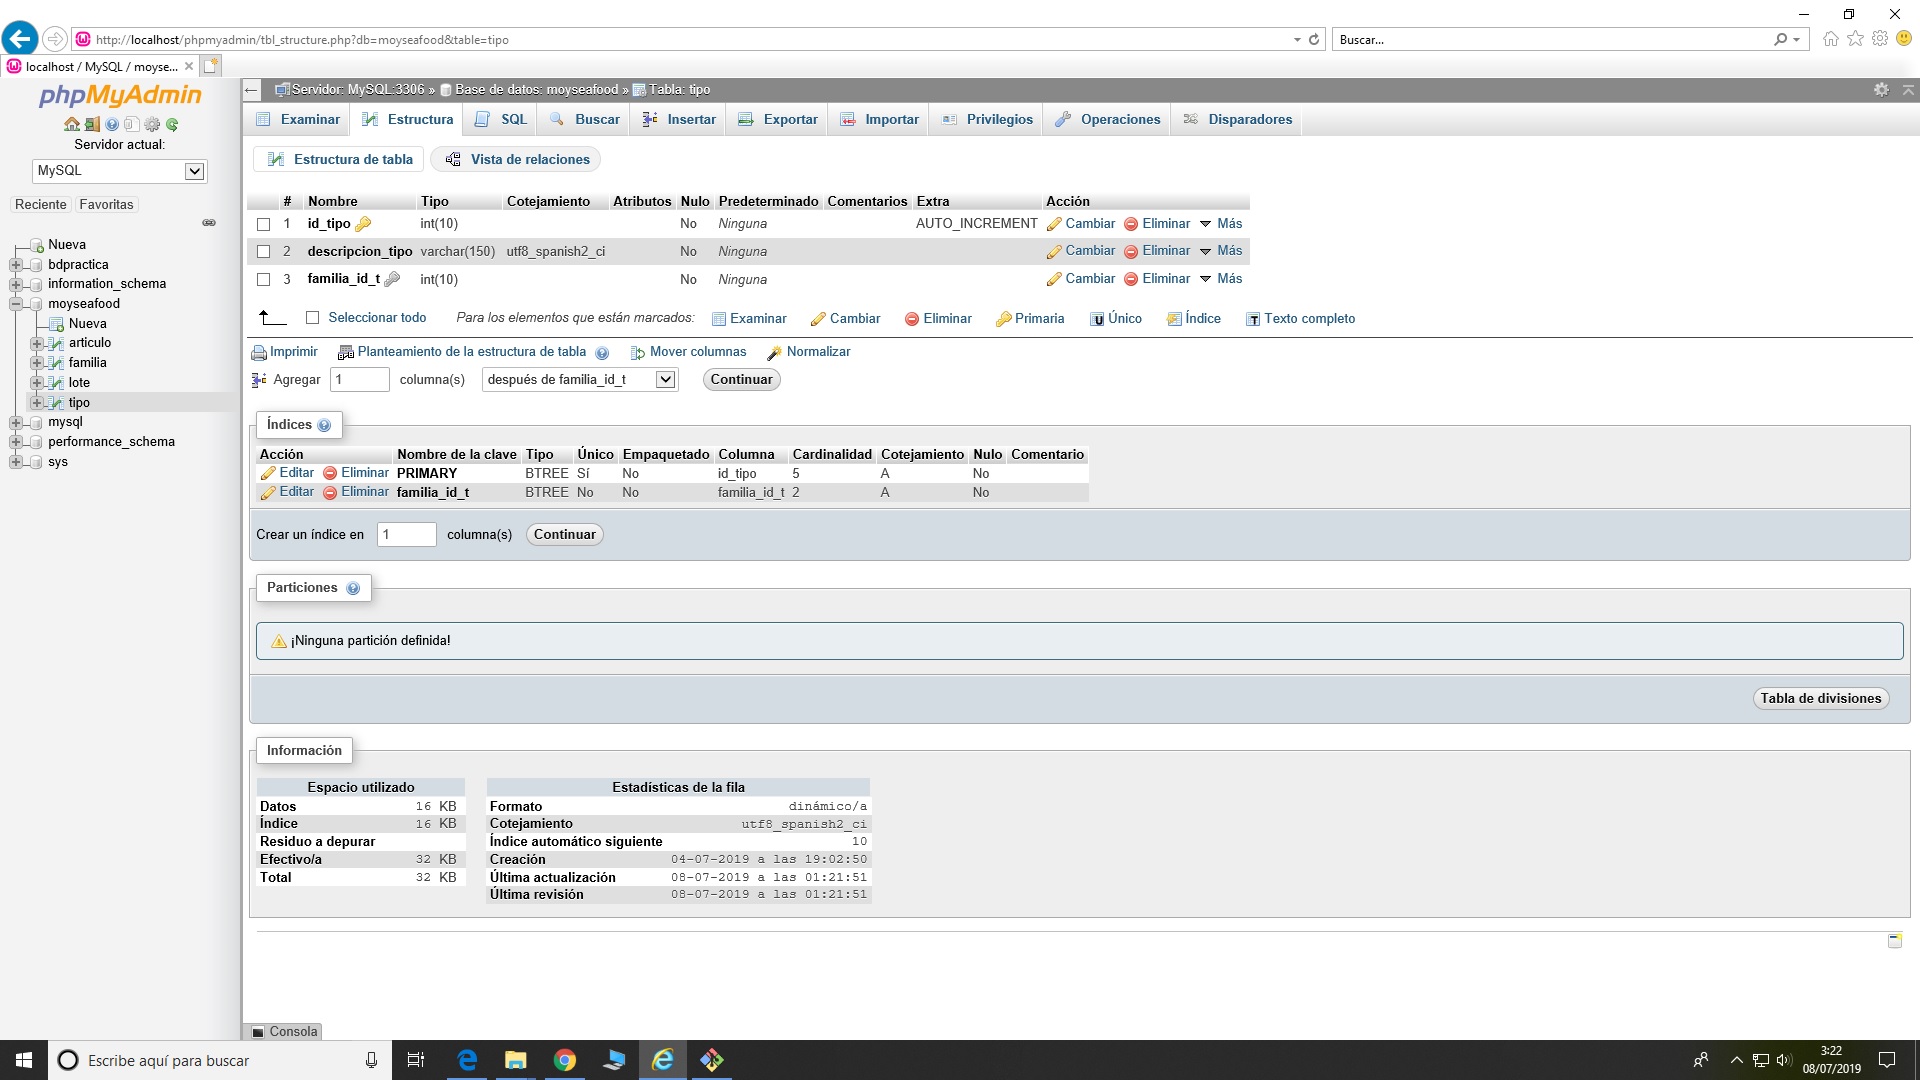 http://localhost/phpmyadmin/tbl_structure.php?db=moyseafood&table=tipo
Buscar...
localhost / MySQL / moyse...
phpMyAdmin
Servidor actual:
MySQL
Reciente Favoritas
Nueva
bdpractica
information_schema
moyseafood
Nueva
articulo
familia
lote
tipo
mysql
performance_schema
sys
Servidor: MySQL:3306 » Base de datos: moyseafood » Tabla: tipo
Examinar Estructura SQL Buscar Insertar Exportar Importar Privilegios Operaciones Disparadores
Estructura de tabla Vista de relaciones
# Nombre Tipo Cotejamiento Atributos Nulo Predeterminado Comentarios Extra Acción
1 id_tipo int(10) No Ninguna AUTO_INCREMENT Cambiar Eliminar Más
2 descripcion_tipo varchar(150) utf8_spanish2_ci No Ninguna Cambiar Eliminar Más
3 familia_id_t int(10) No Ninguna Cambiar Eliminar Más
Seleccionar todo Para los elementos que están marcados: Examinar Cambiar Eliminar Primaria Único Índice Texto completo
Imprimir Planteamiento de la estructura de tabla Mover columnas Normalizar
Agregar 1 columna(s) después de familia_id_t Continuar
Índices
Acción Nombre de la clave Tipo Único Empaquetado Columna Cardinalidad Cotejamiento Nulo Comentario
Editar Eliminar PRIMARY BTREE Sí No id_tipo 5 A No
Editar Eliminar familia_id_t BTREE No No familia_id_t 2 A No
Crear un índice en 1 columna(s) Continuar
Particiones
¡Ninguna partición definida!
Tabla de divisiones
Información
Espacio utilizado
Datos 16 KB
Índice 16 KB
Residuo a depurar
Efectivo/a 32 KB
Total 32 KB
Estadísticas de la fila
Formato dinámico/a
Cotejamiento utf8_spanish2_ci
Índice automático siguiente 10
Creación 04-07-2019 a las 19:02:50
Última actualización 08-07-2019 a las 01:21:51
Última revisión 08-07-2019 a las 01:21:51
Consola
Escribe aquí para buscar
3:22
08/07/2019